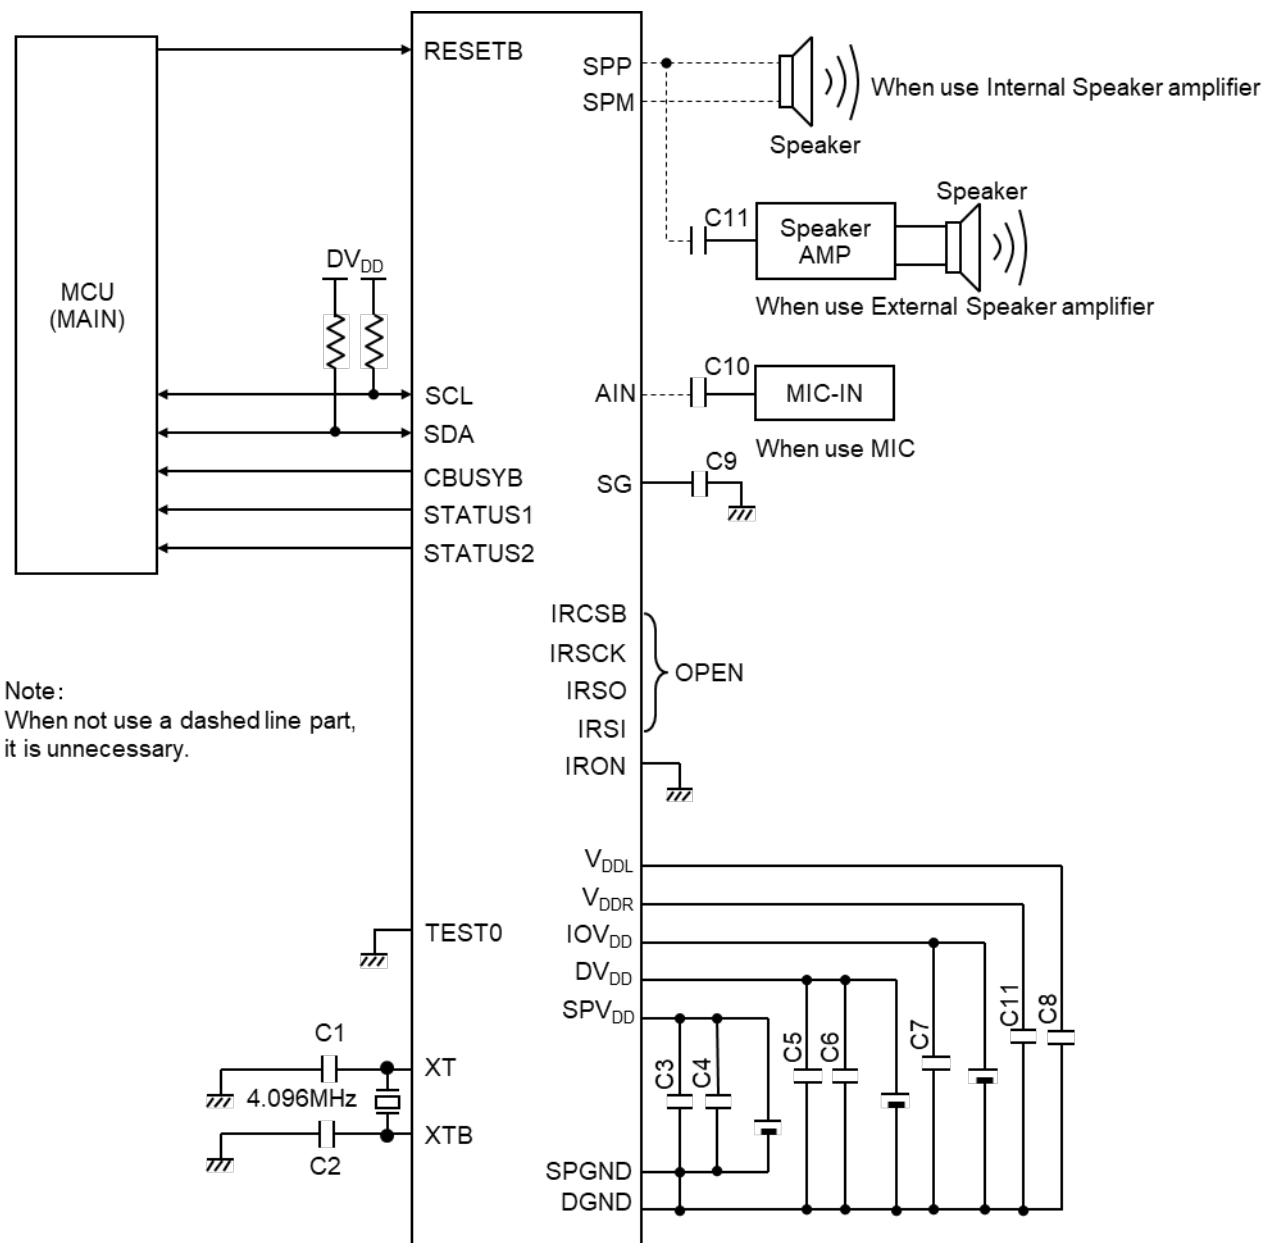 RESETB
SPP
SPM
When use Internal Speaker amplifier
Speaker
Speaker
C11
Speaker
AMP
When use External Speaker amplifier
DVDD
MCU
(MAIN)
C10
AIN
MIC-IN
When use MIC
SCL
SDA
C9
CBUSYB
SG
STATUS1
STATUS2
IRCSB
IRSCK
OPEN
IRSO
IRSI
IRON
Note:
When not use a dashed line part,
it is unnecessary.
VDDL
VDDR
TEST0
IOVDD
DVDD
SPVDD
C3
C4
C5
C6
C7
C11
C8
C1
XT
4.096MHz
XTB
C2
SPGND
DGND